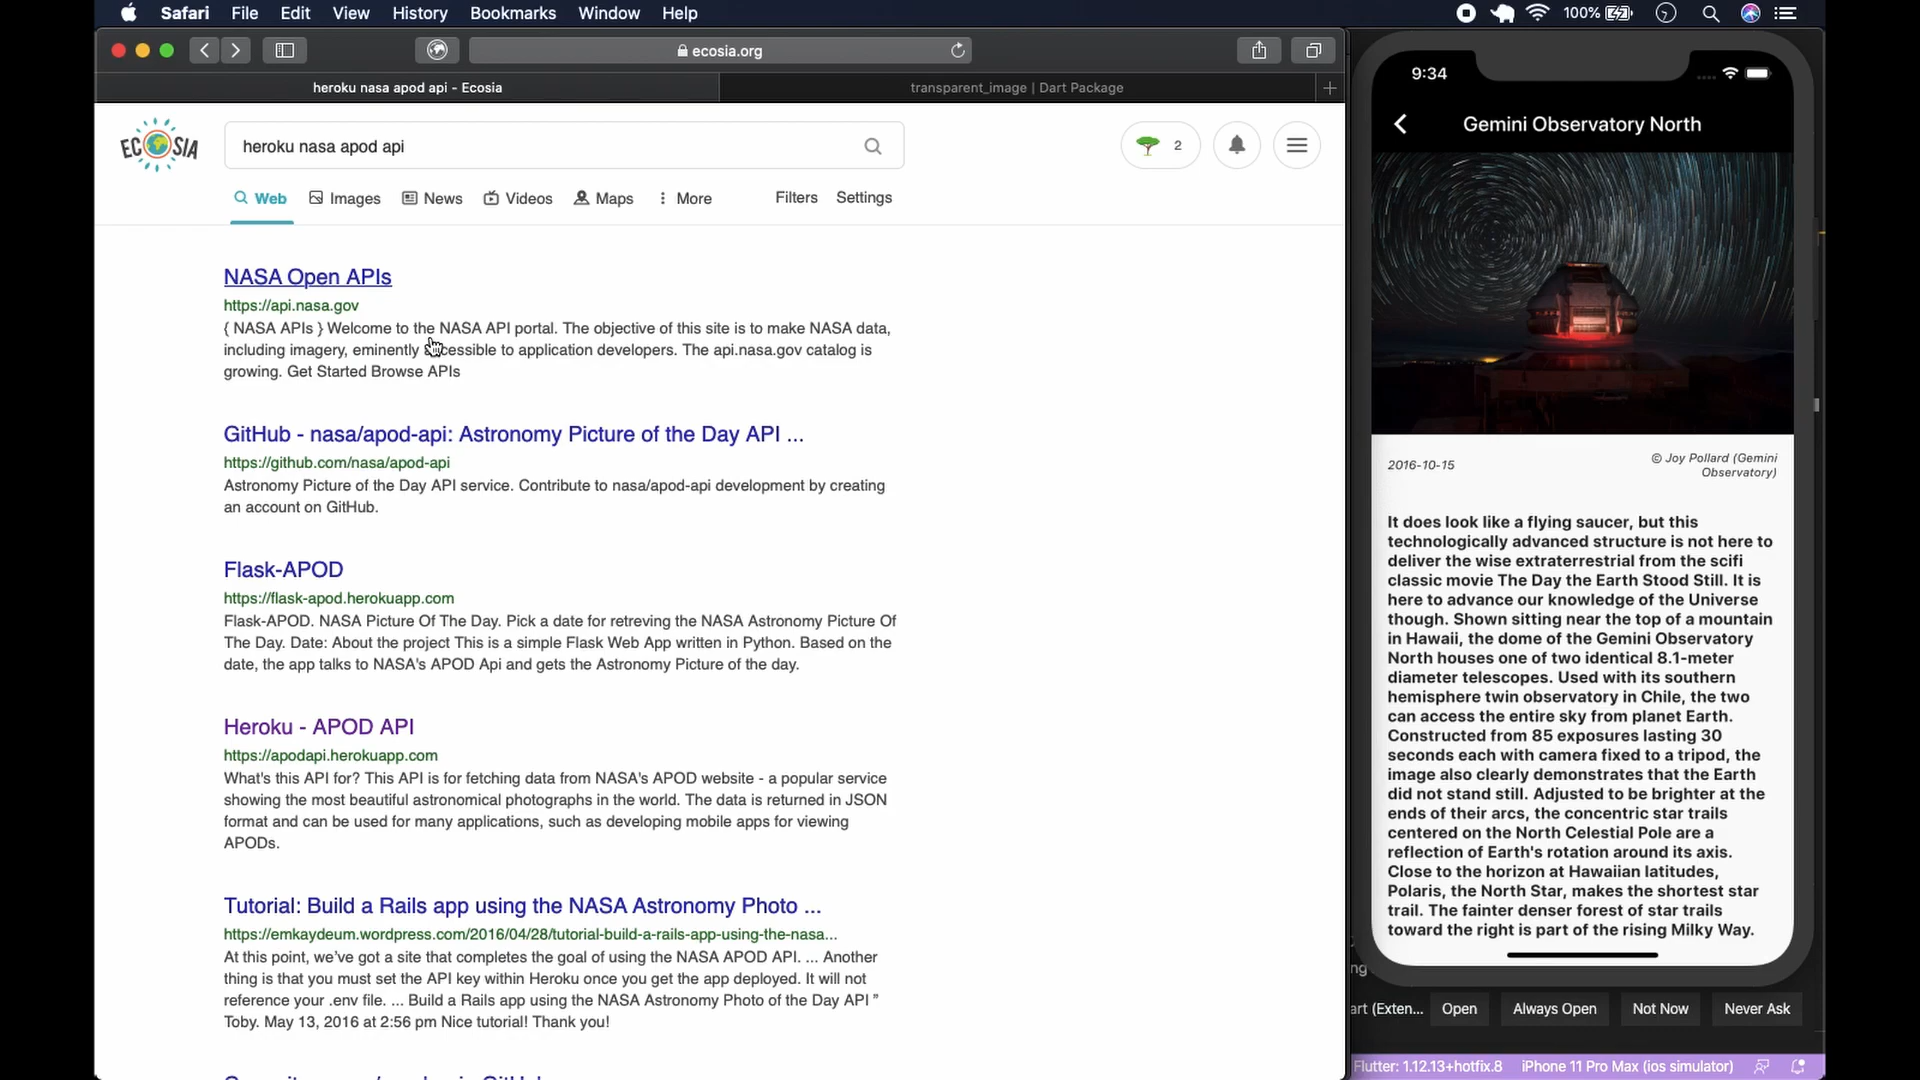 Safari File Edit View History Bookmarks Window Help
100%
ecosia.org
heroku nasa apod api - Ecosia
transparent_image | Dart Package
ECOSIA
heroku nasa apod api
2
Web Images News Videos Maps More Filters Settings
NASA Open APIs
https://api.nasa.gov
{ NASA APIs } Welcome to the NASA API portal. The objective of this site is to make NASA data,
including imagery, eminently accessible to application developers. The api.nasa.gov catalog is
growing. Get Started Browse APIs
GitHub - nasa/apod-api: Astronomy Picture of the Day API ...
https://github.com/nasa/apod-api
Astronomy Picture of the Day API service. Contribute to nasa/apod-api development by creating
an account on GitHub.
Flask-APOD
https://flask-apod.herokuapp.com
Flask-APOD. NASA Picture Of The Day. Pick a date for retreving the NASA Astronomy Picture Of
The Day. Date: About the project This is a simple Flask Web App written in Python. Based on the
date, the app talks to NASA's APOD Api and gets the Astronomy Picture of the day.
Heroku - APOD API
https://apodapi.herokuapp.com
What's this API for? This API is for fetching data from NASA's APOD website - a popular service
showing the most beautiful astronomical photographs in the world. The data is returned in JSON
format and can be used for many applications, such as developing mobile apps for viewing
APODs.
Tutorial: Build a Rails app using the NASA Astronomy Photo ...
https://emkaydeum.wordpress.com/2016/04/28/tutorial-build-a-rails-app-using-the-nasa...
At this point, we've got a site that completes the goal of using the NASA APOD API. ... Another
thing is that you must set the API key within Heroku once you get the app deployed. It will not
reference your .env file. ... Build a Rails app using the NASA Astronomy Photo of the Day API "
Toby. May 13, 2016 at 2:56 pm Nice tutorial! Thank you!
9:34
Gemini Observatory North
2016-10-15
© Joy Pollard (Gemini
Observatory)
It does look like a flying saucer, but this
technologically advanced structure is not here to
deliver the wise extraterrestrial from the scifi
classic movie The Day the Earth Stood Still. It is
here to advance our knowledge of the Universe
though. Shown sitting near the top of a mountain
in Hawaii, the dome of the Gemini Observatory
North houses one of two identical 8.1-meter
diameter telescopes. Used with its southern
hemisphere twin observatory in Chile, the two
can access the entire sky from planet Earth.
Constructed from 85 exposures lasting 30
seconds each with camera fixed to a tripod, the
image also clearly demonstrates that the Earth
did not stand still. Adjusted to be brighter at the
ends of their arcs, the concentric star trails
centered on the North Celestial Pole are a
reflection of Earth's rotation around its axis.
Close to the horizon at Hawaiian latitudes,
Polaris, the North Star, makes the shortest star
trail. The fainter denser forest of star trails
toward the right is part of the rising Milky Way.
ng
art (Exten... Open Always Open Not Now Never Ask
Flutter: 1.12.13+hotfix.8 iPhone 11 Pro Max (ios simulator)